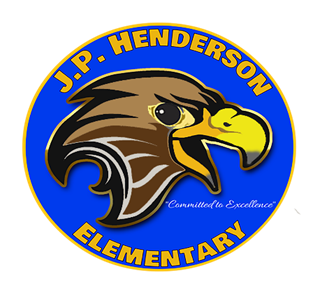 J.P. HENDERSON
"Committed to Excellence"
ELEMENTARY